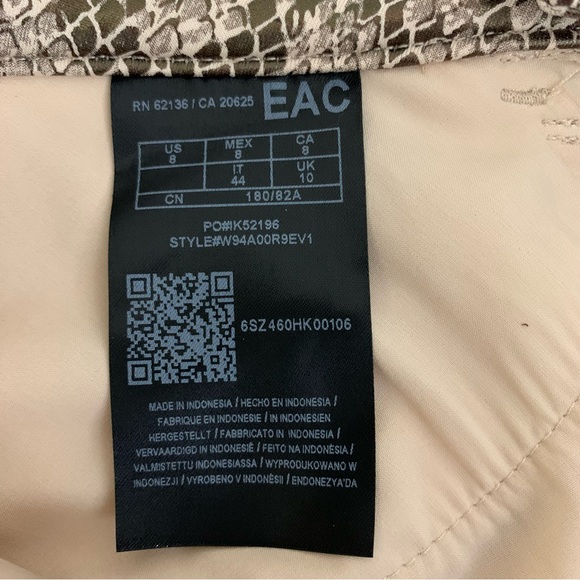 RN 62136 / CA 20625 EAC
US 8 MEX 8 CA 8
IT 44 UK 10
CN 180/82A
PO#IK52196
STYLE#W94A00R9EV1
6SZ460HK00106
MADE IN INDONESIA / HECHO EN INDONESIA /
FABRIQUE EN INDONESIE / IN INDONESIEN
HERGESTELLT / FABBRICATO IN INDONESIA /
VERVAARDIGD IN INDONESIË / FEITO NA INDONÉSIA /
VALMISTETTU INDONESIASSA / WYPRODUKOWANO W
INDONEZJI / VYROBENO V INDONÉSII / ENDONEZYA'DA